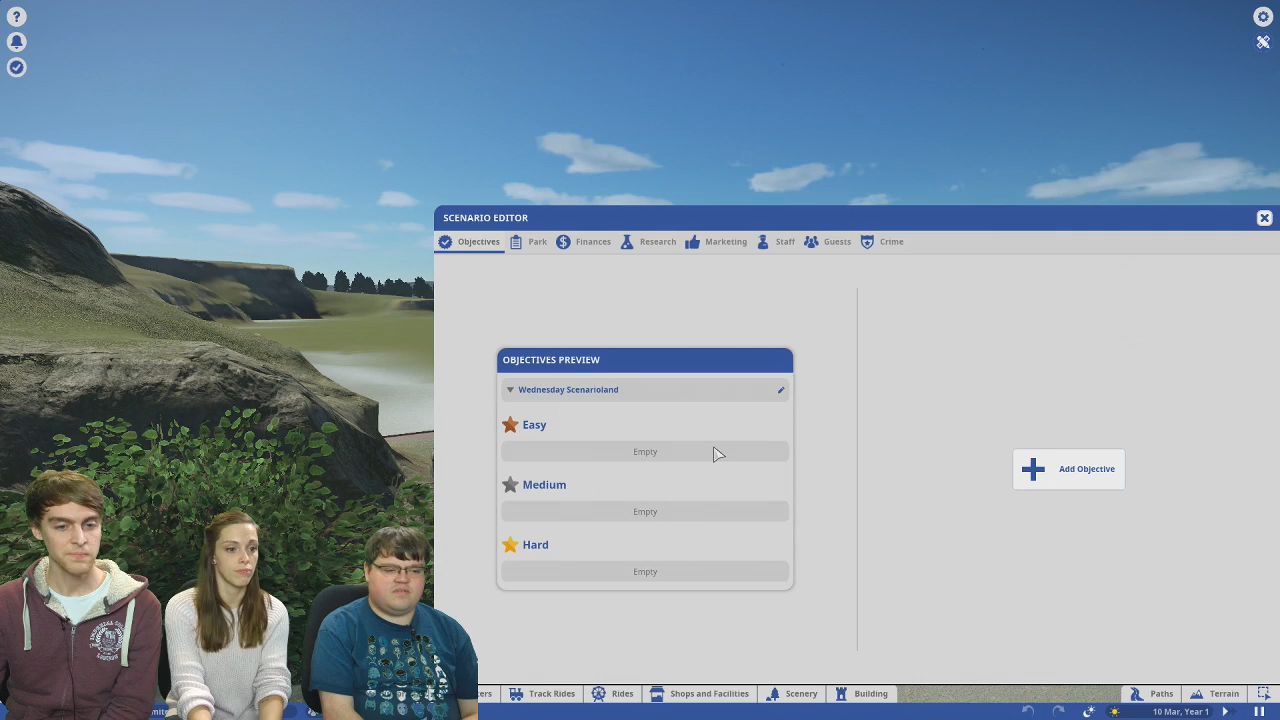 SCENARIO EDITOR
Objectives Park Finances Research Marketing Staff Guests Crime
OBJECTIVES PREVIEW
Wednesday Scenarioland
Easy
Empty
Medium
Empty
Hard
Empty
Add Objective
Track Rides Rides Shops and Facilities Scenery Building Paths Terrain
10 Mar, Year 1